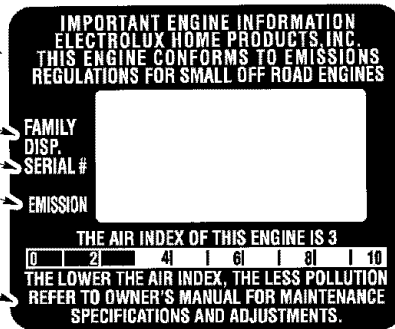 IMPORTANT ENGINE INFORMATION
ELECTROLUX HOME PRODUCTS, INC.
THIS ENGINE CONFORMS TO EMISSIONS
REGULATIONS FOR SMALL OFF ROAD ENGINES
FAMILY
DISP.
SERIAL #
EMISSION
THE AIR INDEX OF THIS ENGINE IS 3
0 2 4 6 8 10
THE LOWER THE AIR INDEX, THE LESS POLLUTION
REFER TO OWNER'S MANUAL FOR MAINTENANCE
SPECIFICATIONS AND ADJUSTMENTS.